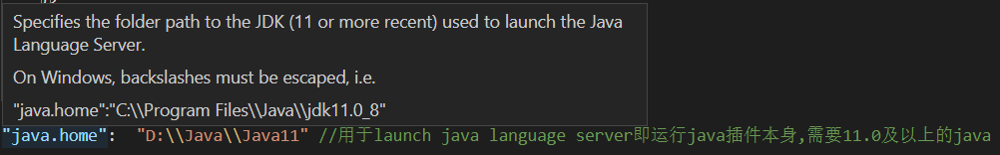 Specifies the folder path to the JDK (11 or more recent) used to launch the Java
Language Server.
On Windows, backslashes must be escaped, i.e.
"java.home":"C:\\Program Files\\Java\\jdk11.0_8"
"java.home": "D:\\Java\\Java11" //用于launch java language server即运行java插件本身,需要11.0及以上的java